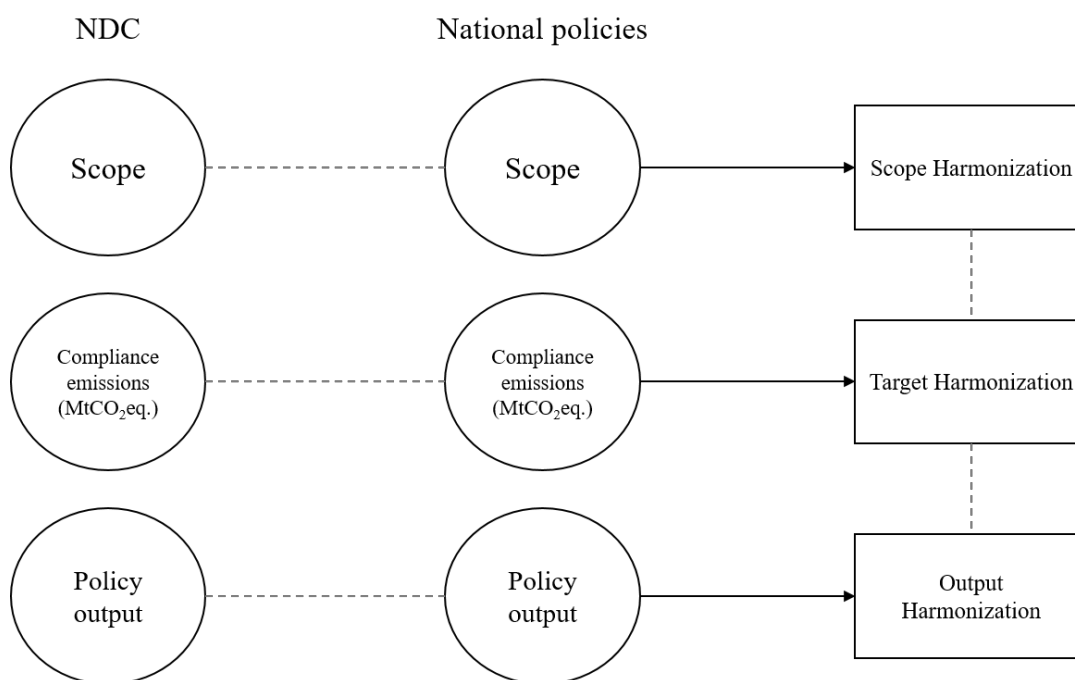 NDC
National policies
Scope
Scope
Scope Harmonization
Compliance
emissions
(MtCO₂eq.)
Compliance
emissions
(MtCO₂eq.)
Target Harmonization
Policy
output
Policy
output
Output
Harmonization